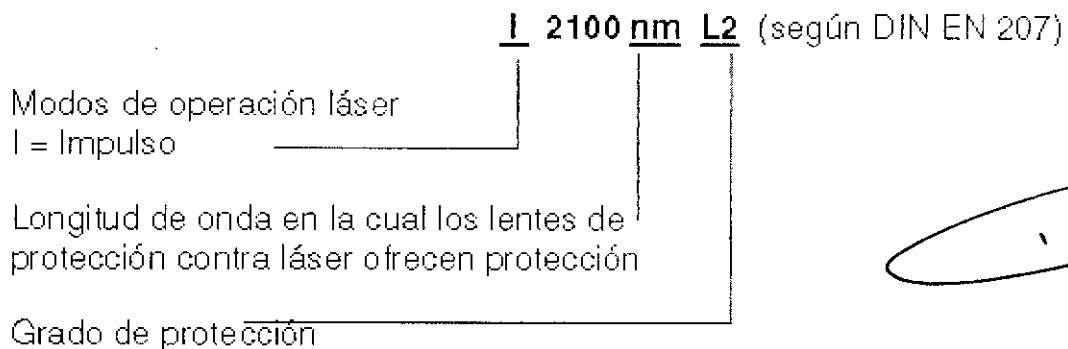 I 2100 nm L2 (según DIN EN 207)
Modos de operación láser
I = Impulso
Longitud de onda en la cual los lentes de
protección contra láser ofrecen protección
Grado de protección